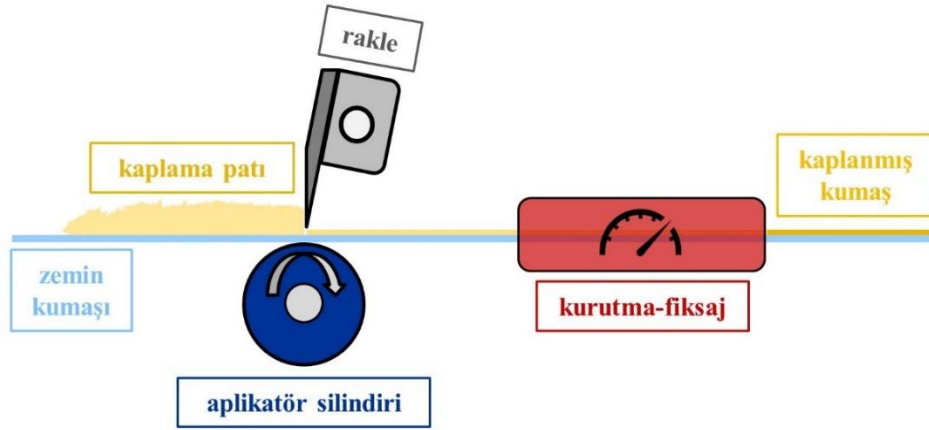 rakle
kaplama patı
kaplanmış
kumaş
zemin
kumaşı
kurutma-fiksaj
aplikatör silindiri